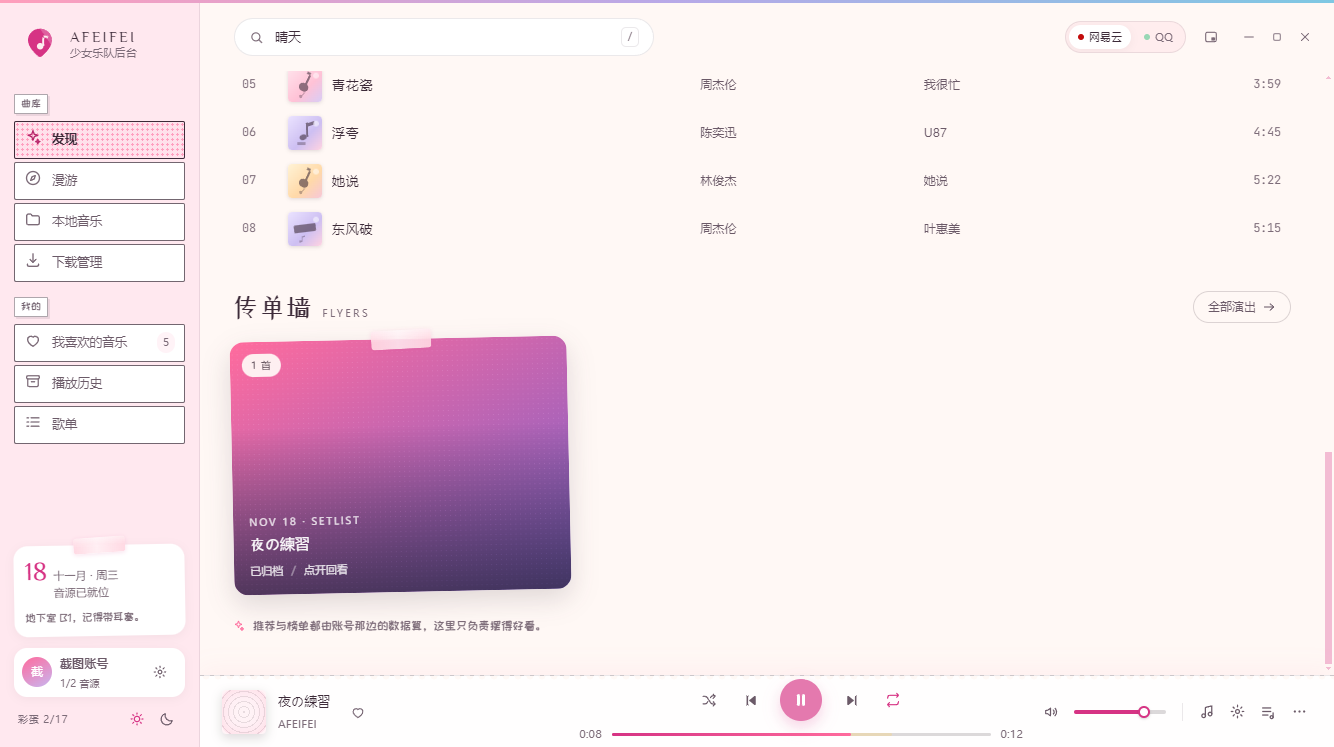 AFEIFEI
少女乐队后台
曲库
发现
漫游
本地音乐
下载管理
我的
我喜欢的音乐 5
播放历史
歌单
18 十一月 · 周三
音源已就位
地下室 B1，记得带耳塞。
截 截图账号
1/2 音源
彩蛋 2/17
晴天 /
网易云 QQ
05 青花瓷 周杰伦 我很忙 3:59
06 浮夸 陈奕迅 U87 4:45
07 她说 林俊杰 她说 5:22
08 东风破 周杰伦 叶惠美 5:15
传单墙 FLYERS
全部演出
1 首
NOV 18 · SETLIST
夜の練習
已归档 / 点开回看
推荐与榜单都由账号那边的数据算，这里只负责摆得好看。
夜の練習
AFEIFEI
0:08 0:12